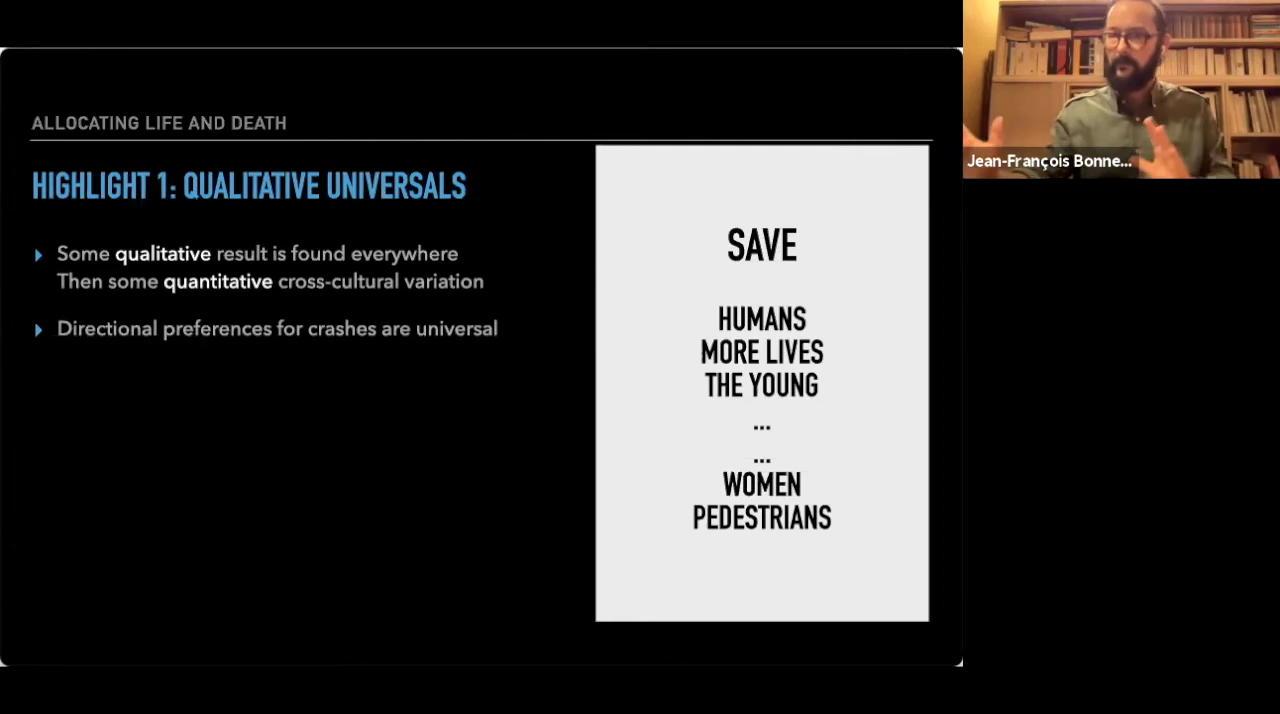 ALLOCATING LIFE AND DEATH
HIGHLIGHT 1: QUALITATIVE UNIVERSALS
Some qualitative result is found everywhere
Then some quantitative cross-cultural variation
Directional preferences for crashes are universal
SAVE
HUMANS
MORE LIVES
THE YOUNG
...
...
WOMEN
PEDESTRIANS
Jean-François Bonne...